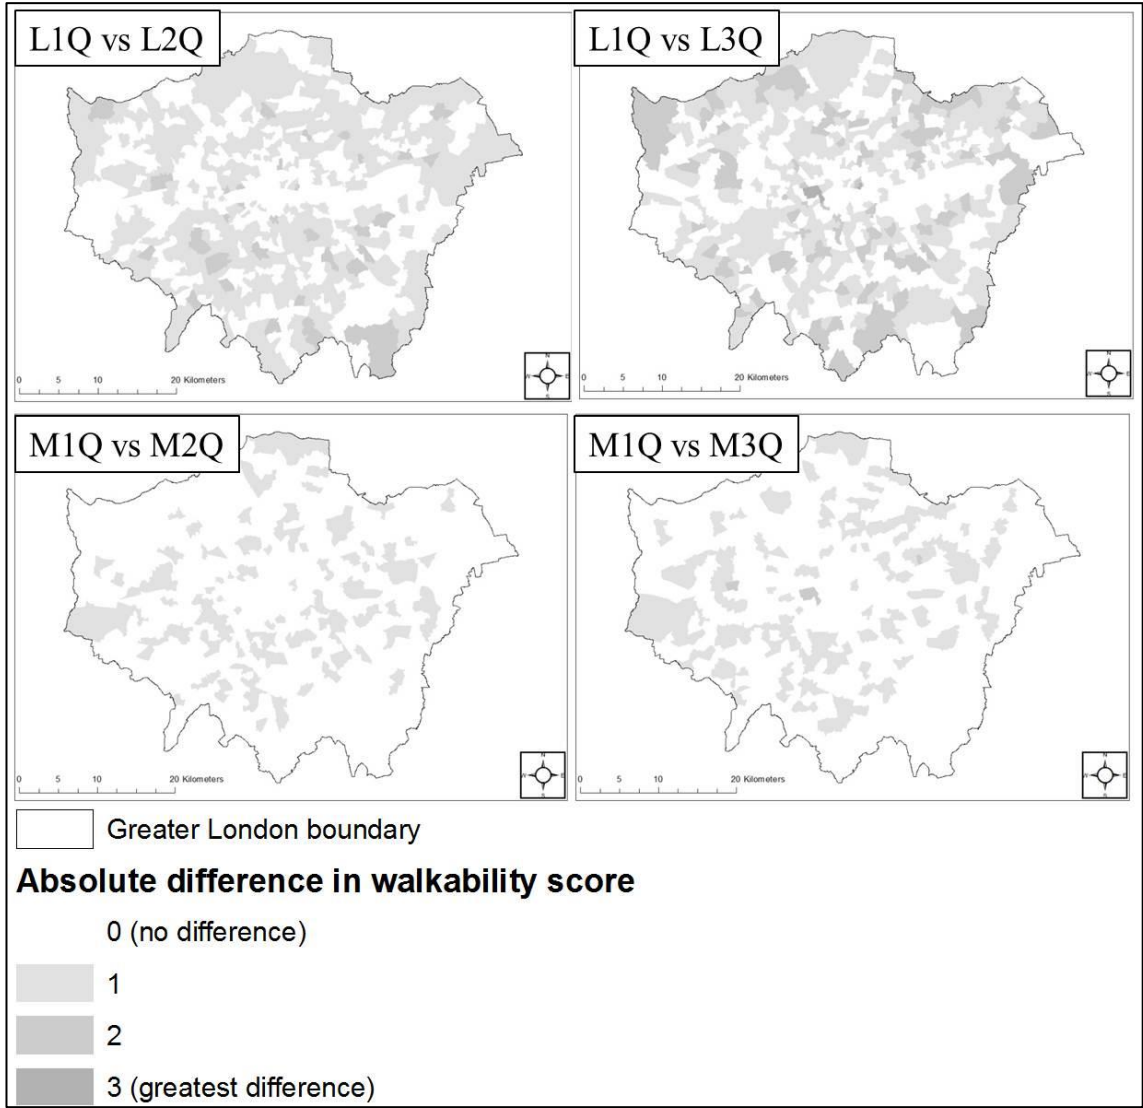 L1Q vs L2Q
L1Q vs L3Q
N
W E
S
0 5 10 20 Kilometers
N
W E
S
0 5 10 20 Kilometers
M1Q vs M2Q
M1Q vs M3Q
N
W E
S
0 5 10 20 Kilometers
N
W E
S
0 5 10 20 Kilometers
Greater London boundary
Absolute difference in walkability score
0 (no difference)
1
2
3 (greatest difference)